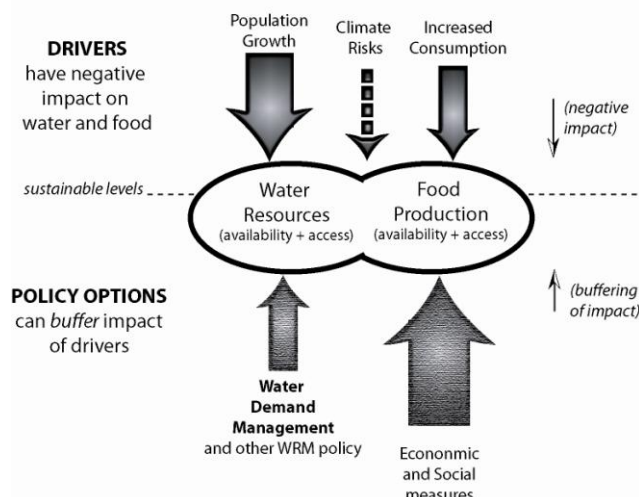 Population
Growth
Climate
Risks
Increased
Consumption
DRIVERS
have negative
impact on
water and food
(negative
impact)
sustainable levels
Water
Resources
(availability + access)
Food
Production
(availability + access)
POLICY OPTIONS
can buffer impact
of drivers
(buffering
of impact)
Water
Demand
Management
and other WRM policy
Econonmic
and Social
measures